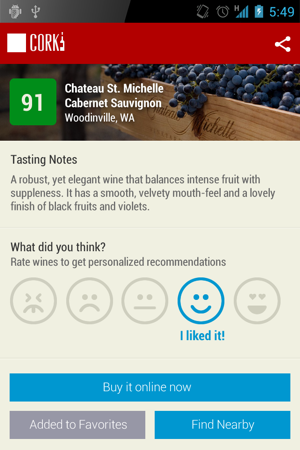 5:49
CORKZ
Chateau St. Michelle
91
Cabernet Sauvignon
Woodinville, WA
Michelle
Tasting Notes
A robust, yet elegant wine that balances intense fruit with
suppleness. It has a smooth, velvety mouth-feel and a lovely
finish of black fruits and violets.
What did you think?
Rate wines to get personalized recommendations
I liked it!
Buy it online now
Added to Favorites
Find Nearby